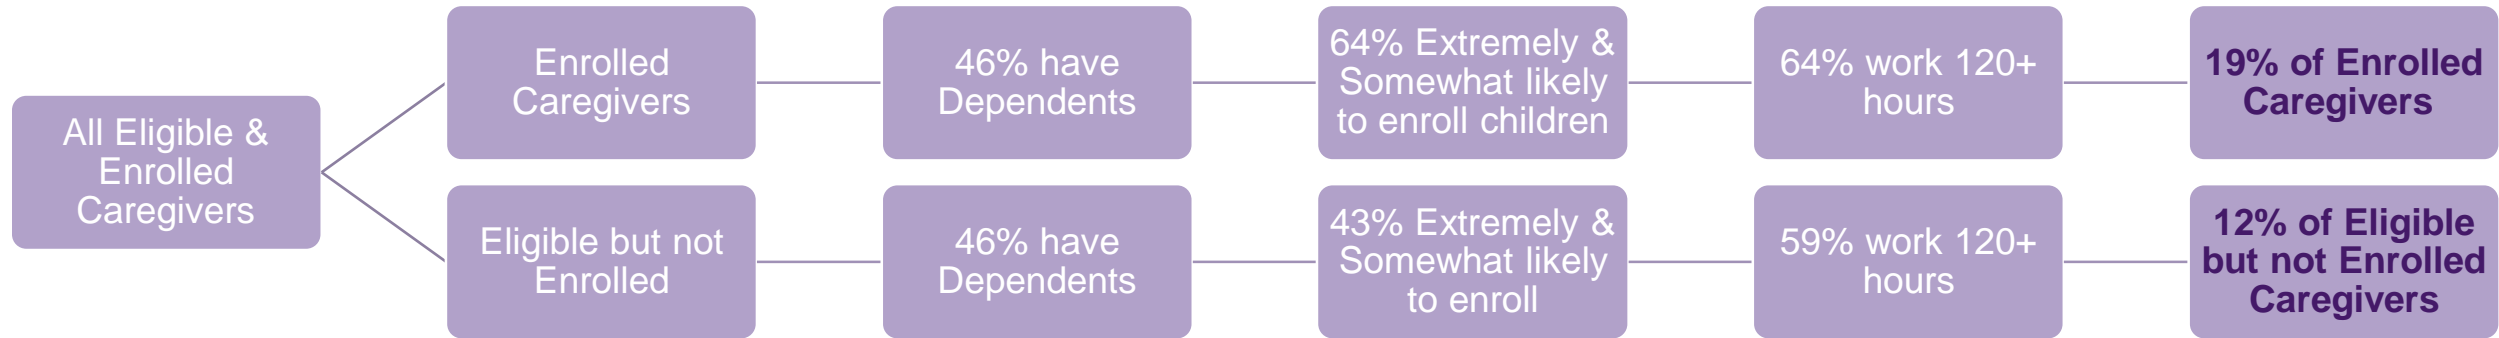 All Eligible &
Enrolled
Caregivers
Enrolled
Caregivers
46% have
Dependents
64% Extremely &
Somewhat likely
to enroll children
64% work 120+
hours
19% of Enrolled
Caregivers
Eligible but not
Enrolled
46% have
Dependents
43% Extremely &
Somewhat likely
to enroll
59% work 120+
hours
12% of Eligible
but not Enrolled
Caregivers